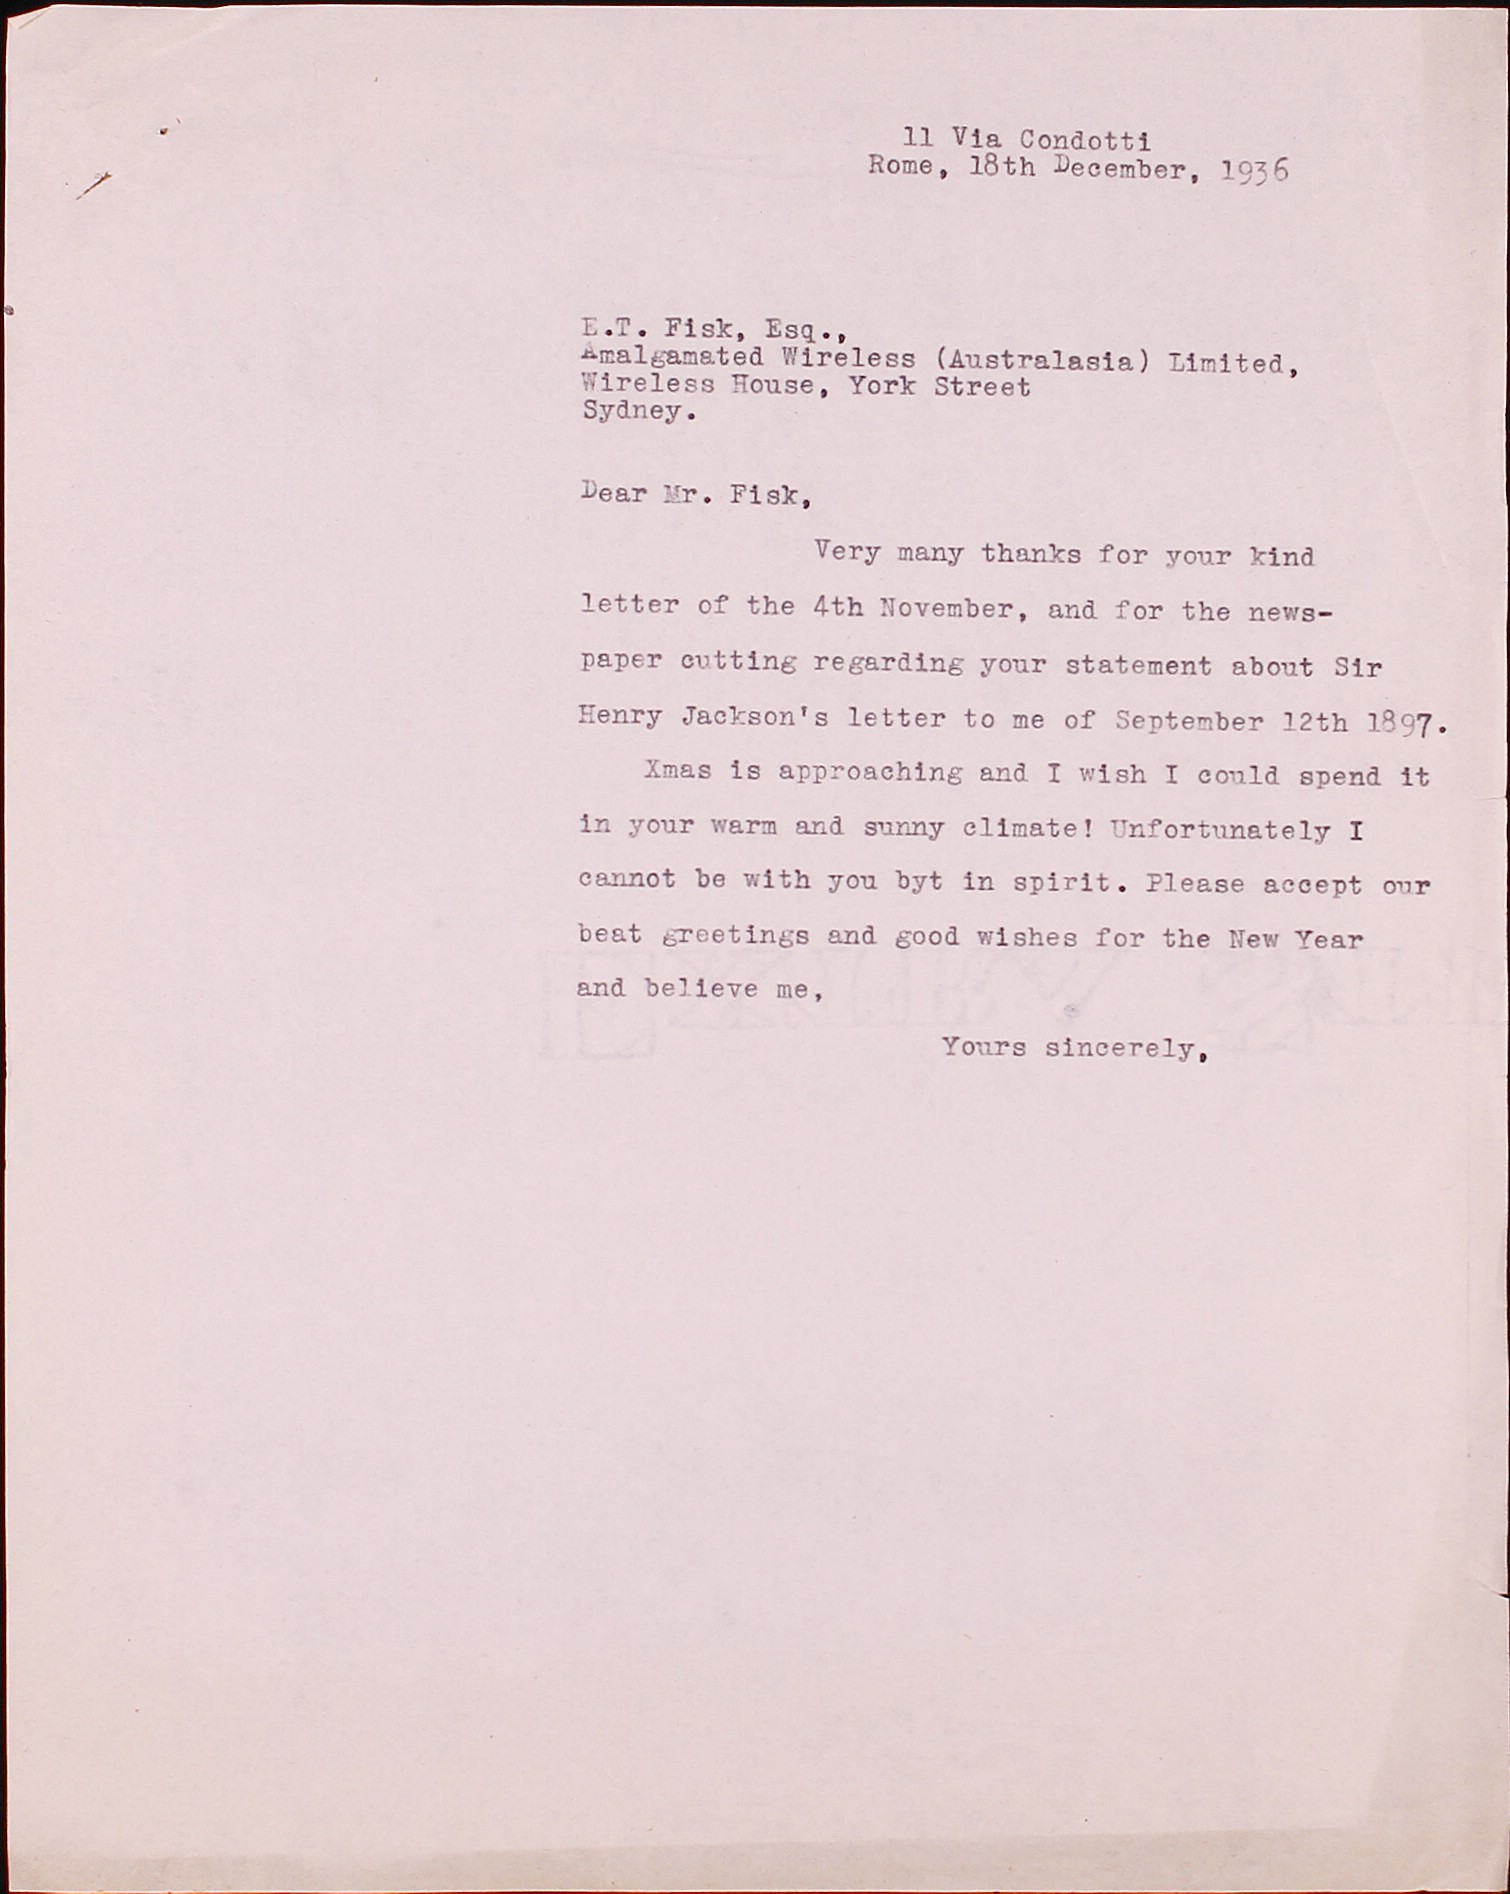 11 Via Condotti
Rome, 18th December, 1936
E.T. Fisk, Esq.,
Amalgamated Wireless (Australasia) Limited,
Wireless House, York Street
Sydney.
Dear Mr. Fisk,
Very many thanks for your kind
letter of the 4th November, and for the news-
paper cutting regarding your statement about Sir
Henry Jackson's letter to me of September 12th 1897.
Xmas is approaching and I wish I could spend it
in your warm and sunny climate! Unfortunately I
cannot be with you byt in spirit. Please accept our
beat greetings and good wishes for the New Year
and believe me,
Yours sincerely,